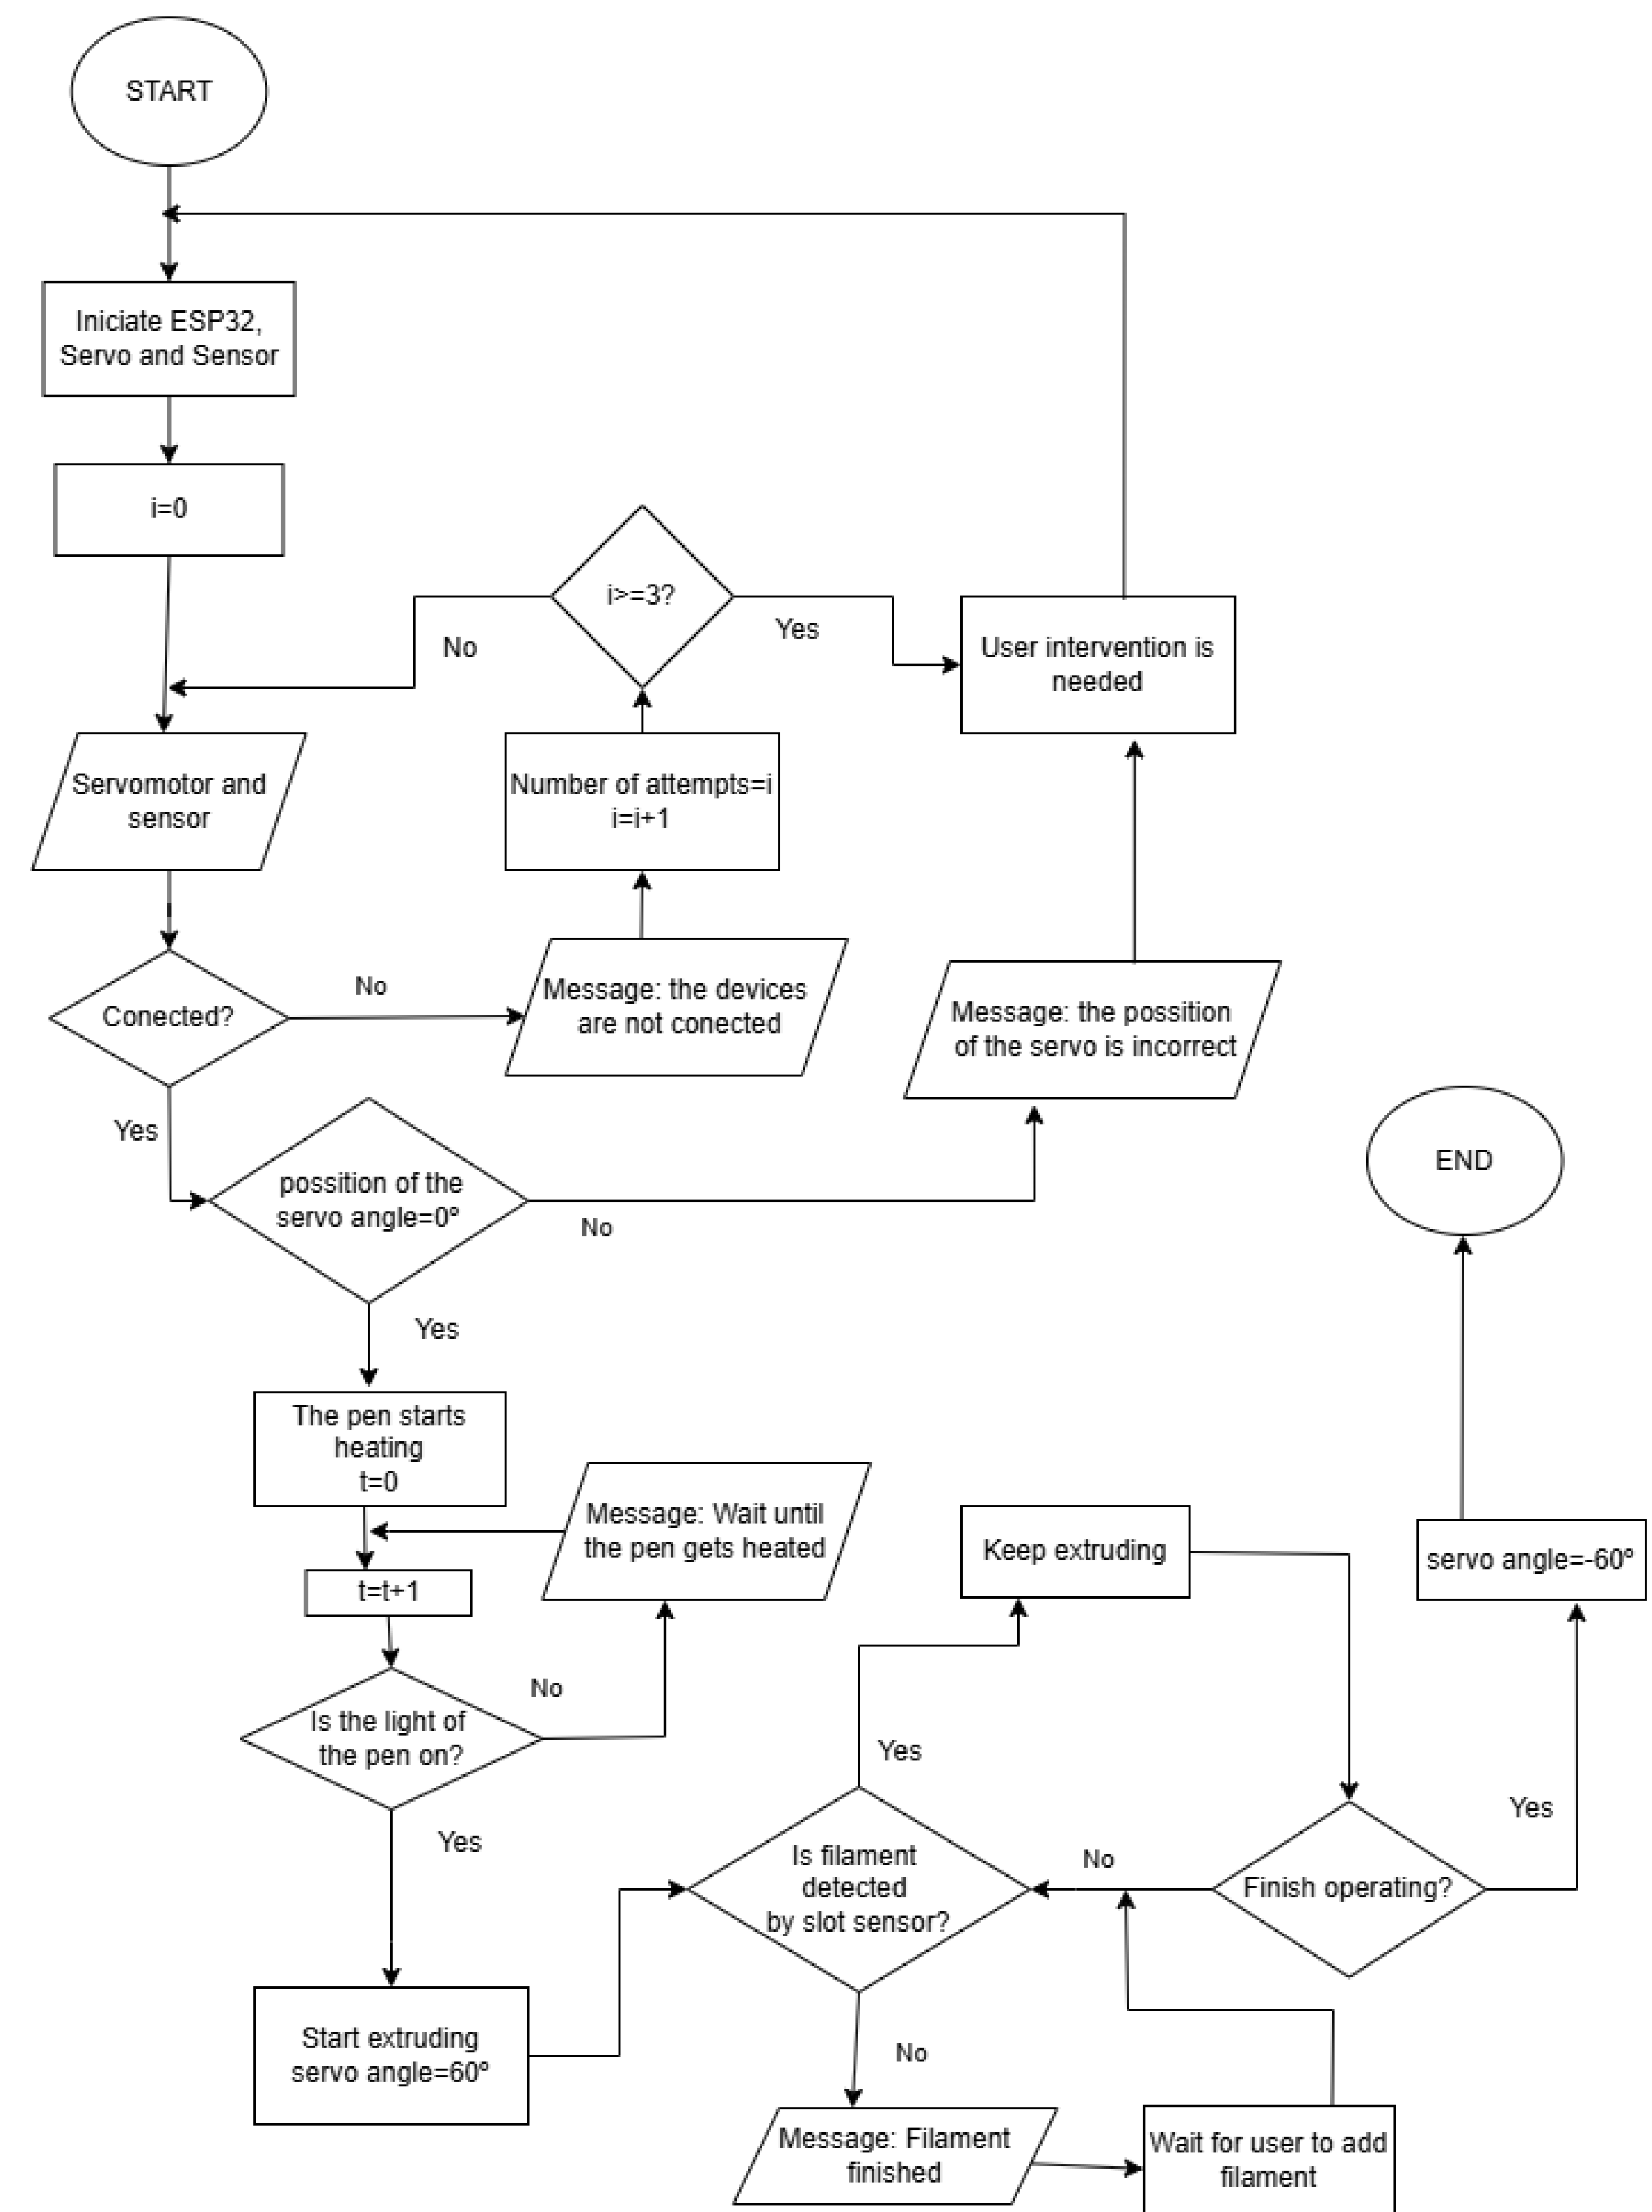 START
Iniciate ESP32,
Servo and Sensor
i=0
i>=3?
No
Yes
User intervention is
needed
Servomotor and
sensor
Number of attempts=i
i=i+1
Conected?
No
Message: the devices
are not conected
Message: the possition
of the servo is incorrect
Yes
possition of the
servo angle=0º
No
END
Yes
The pen starts
heating
t=0
Message: Wait until
the pen gets heated
Keep extruding
servo angle=-60º
t=t+1
No
Is the light of
the pen on?
Yes
Yes
Yes
Is filament
detected
by slot sensor?
No
Finish operating?
Start extruding
servo angle=60º
No
Message: Filament
finished
Wait for user to add
filament